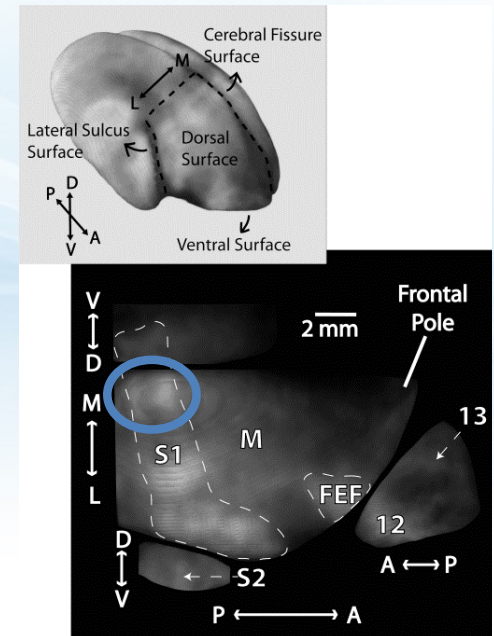 Cerebral Fissure
Surface
M
L
Lateral Sulcus
Surface
Dorsal
Surface
D
P
A
V
Ventral Surface
V
D
2 mm
Frontal
Pole
M
L
S1
M
FEF
13
12
A P
D
V
S2
P A